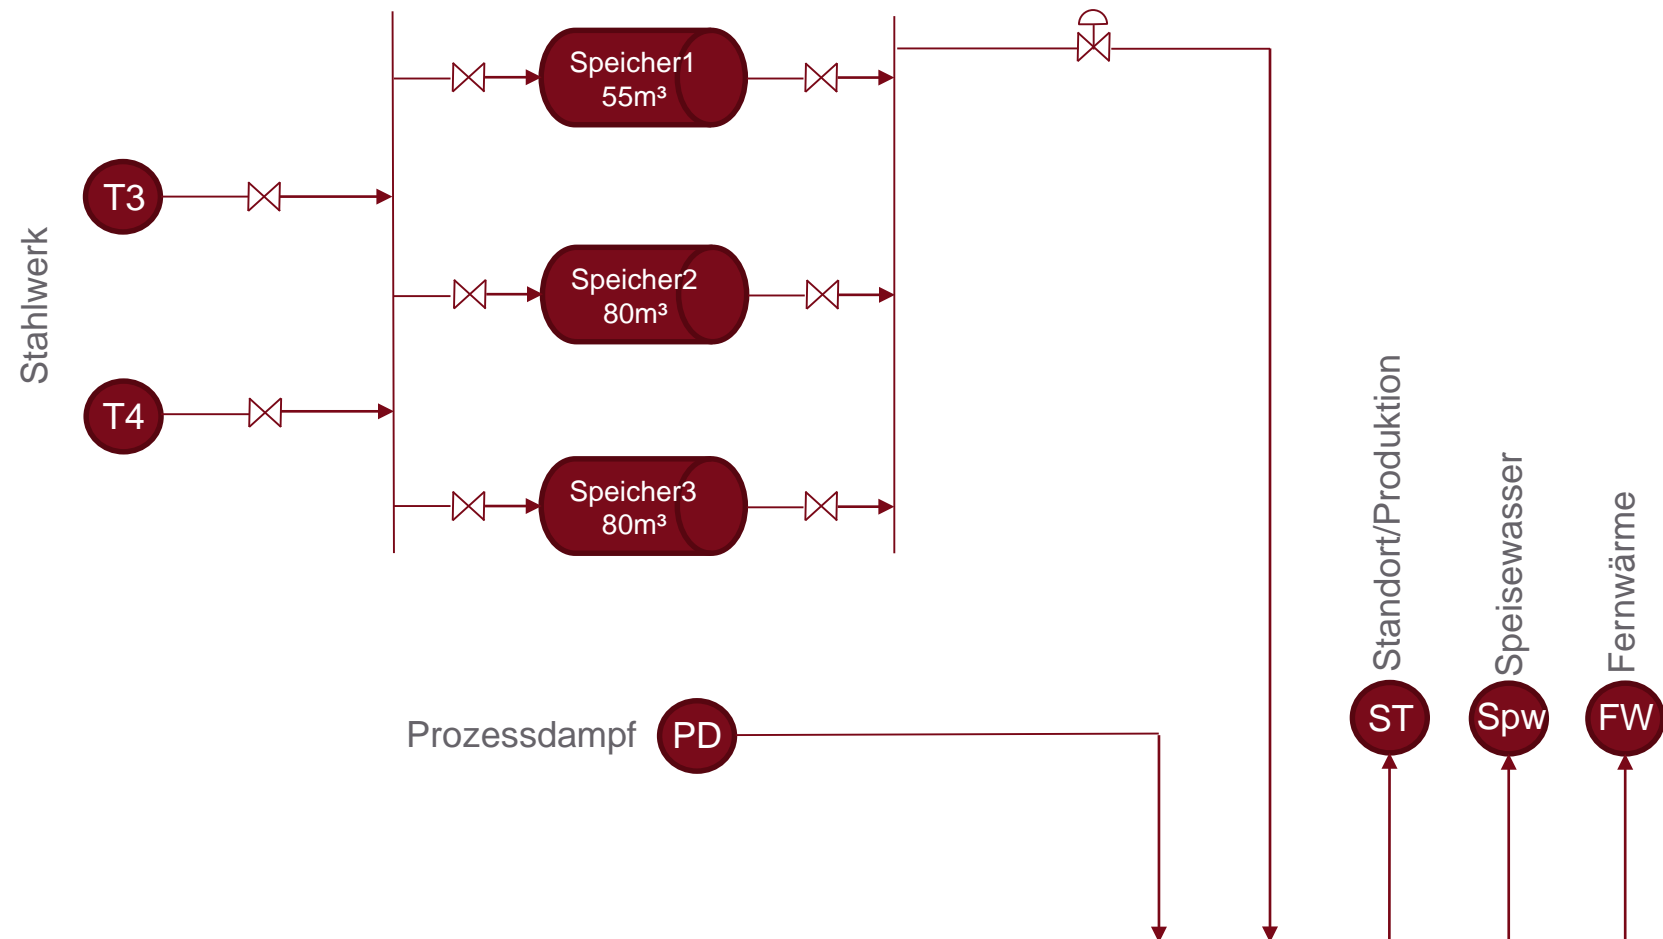 Speicher1
55m³
T3
Stahlwerk
Speicher2
80m³
T4
Speicher3
80m³
Standort/Produktion
Speisewasser
Fernwärme
Prozessdampf
PD
ST
Spw
FW